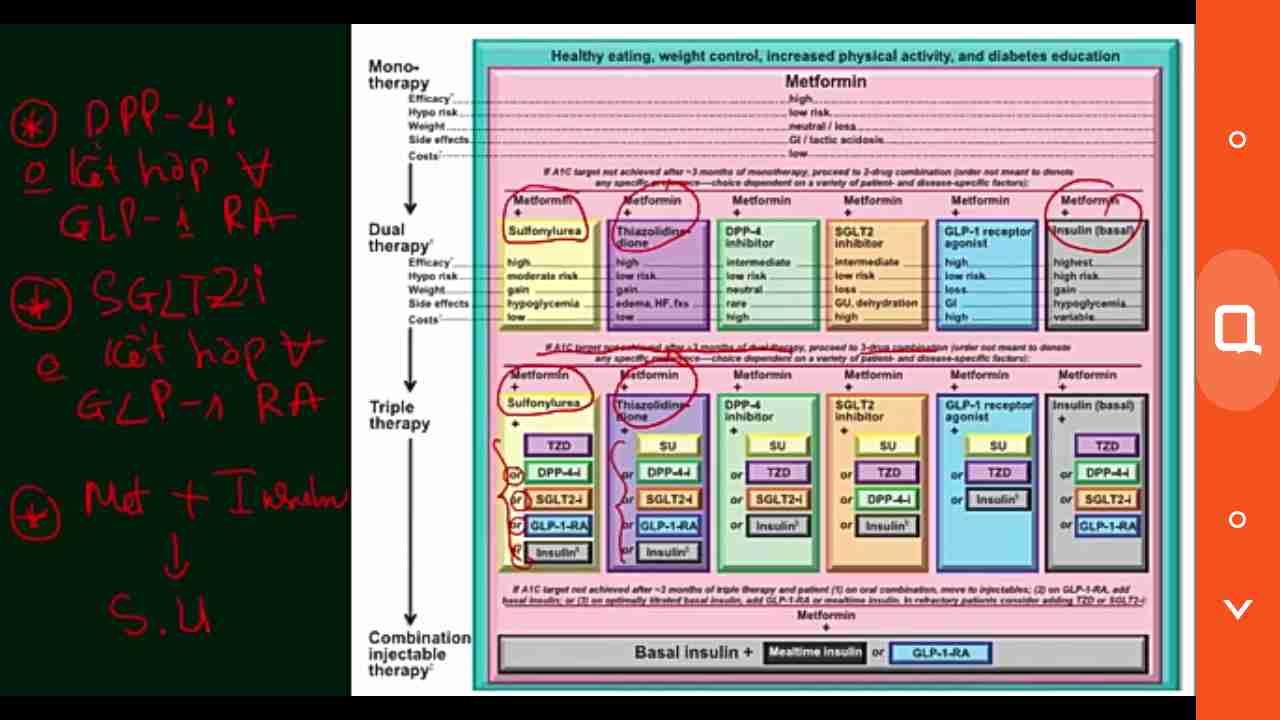 * DPP-4i
o Kết hợp ∀
GLP-1 RA
* SGLT2i
o Kết hợp ∀
GLP-1 RA
* Met + Insulin
↓
S.U
Healthy eating, weight control, increased physical activity, and diabetes education
Mono-
therapy
Metformin
Efficacy* high
Hypo risk low risk
Weight neutral / loss
Side effects GI / lactic acidosis
Costs* low
If A1C target not achieved after ~3 months of monotherapy, proceed to 2-drug combination (order not meant to denote
any specific preference—choice dependent on a variety of patient- and disease-specific factors):
Metformin Metformin Metformin Metformin Metformin Metformin
+ + + + + +
Dual
therapy†
Sulfonylurea Thiazolidine- DPP-4 SGLT2 GLP-1 receptor Insulin (basal)
dione inhibitor inhibitor agonist
Efficacy* high high intermediate intermediate high highest
Hypo risk moderate risk low risk low risk low risk low risk high risk
Weight gain gain neutral loss loss gain
Side effects hypoglycemia edema, HF, fxs rare GU, dehydration GI hypoglycemia
Costs* low low high high high variable
If A1C target not achieved after ~3 months of dual therapy, proceed to 3-drug combination (order not meant to denote
any specific preference—choice dependent on a variety of patient- and disease-specific factors):
Metformin Metformin Metformin Metformin Metformin Metformin
+ + + + + +
Triple
therapy
Sulfonylurea Thiazolidine- DPP-4 SGLT2 GLP-1 receptor Insulin (basal)
dione inhibitor inhibitor agonist
+ + + + + +
TZD SU SU SU SU TZD
or DPP-4-i or DPP-4-i or TZD or TZD or TZD or DPP-4-i
or SGLT2-i or SGLT2-i or SGLT2-i or DPP-4-i or Insulin§ or SGLT2-i
or GLP-1-RA or GLP-1-RA or Insulin§ or Insulin§ or GLP-1-RA
or Insulin§ or Insulin§
If A1C target not achieved after ~3 months of triple therapy and patient (1) on oral combination, move to injectables; (2) on GLP-1-RA, add
basal insulin; or (3) on optimally titrated basal insulin, add GLP-1-RA or mealtime insulin. In refractory patients consider adding TZD or SGLT2-i:
Metformin
+
Combination
injectable
therapy‡
Basal insulin + Mealtime insulin or GLP-1-RA